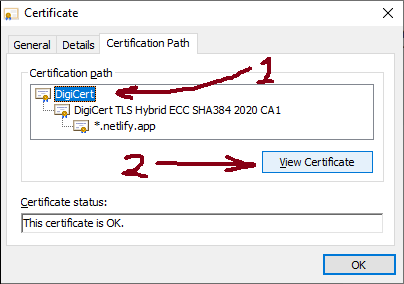 Certificate
General Details Certification Path
Certification path
1
DigiCert
DigiCert TLS Hybrid ECC SHA384 2020 CA1
*.netlify.app
2
View Certificate
Certificate status:
This certificate is OK.
OK